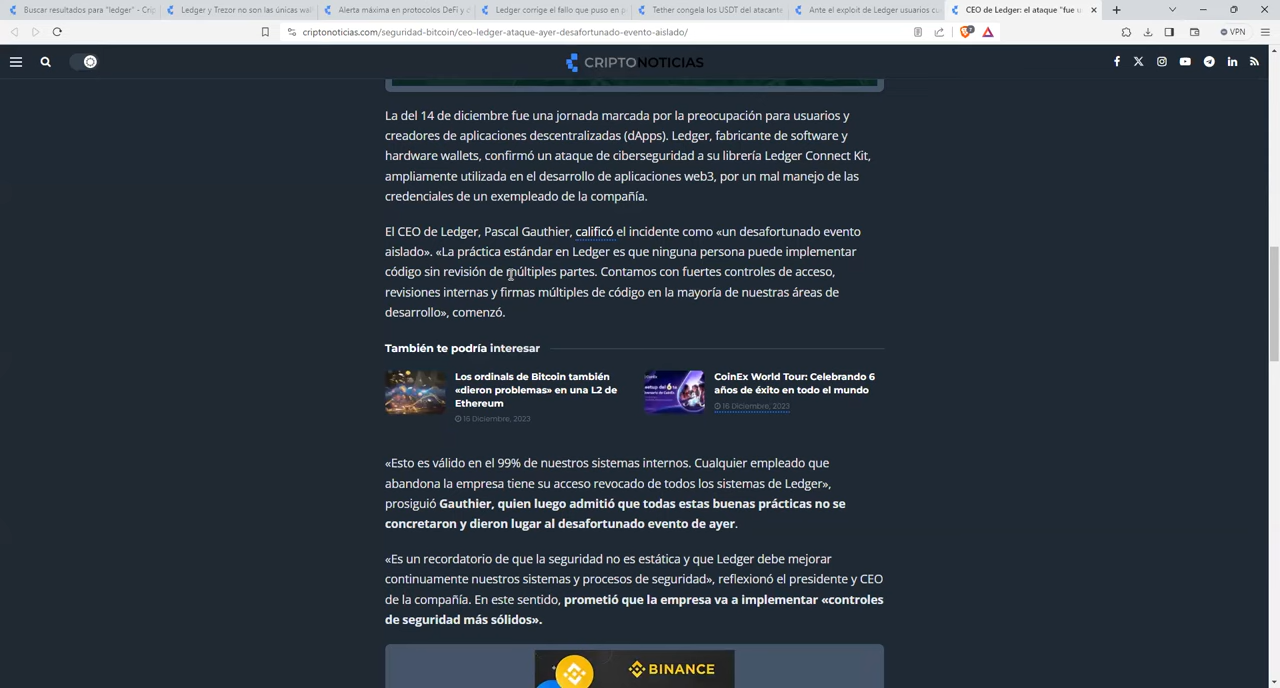 Buscar resultados para "ledger" - Crip
Ledger y Trezor no son las únicas wall
Alerta máxima en protocolos DeFi y
Ledger corrige el fallo que puso en p
Tether congela los USDT del atacante
Ante el exploit de Ledger usuarios cu
CEO de Ledger: el ataque "fue u
criptonoticias.com/seguridad-bitcoin/ceo-ledger-ataque-ayer-desafortunado-evento-aislado/
VPN
CRIPTONOTICIAS
La del 14 de diciembre fue una jornada marcada por la preocupación para usuarios y
creadores de aplicaciones descentralizadas (dApps). Ledger, fabricante de software y
hardware wallets, confirmó un ataque de ciberseguridad a su librería Ledger Connect Kit,
ampliamente utilizada en el desarrollo de aplicaciones web3, por un mal manejo de las
credenciales de un exempleado de la compañía.
El CEO de Ledger, Pascal Gauthier, calificó el incidente como «un desafortunado evento
aislado». «La práctica estándar en Ledger es que ninguna persona puede implementar
código sin revisión de múltiples partes. Contamos con fuertes controles de acceso,
revisiones internas y firmas múltiples de código en la mayoría de nuestras áreas de
desarrollo», comenzó.
También te podría interesar
Los ordinals de Bitcoin también
«dieron problemas» en una L2 de
Ethereum
16 Diciembre, 2023
CoinEx World Tour: Celebrando 6
años de éxito en todo el mundo
16 Diciembre, 2023
«Esto es válido en el 99% de nuestros sistemas internos. Cualquier empleado que
abandona la empresa tiene su acceso revocado de todos los sistemas de Ledger»,
prosiguió Gauthier, quien luego admitió que todas estas buenas prácticas no se
concretaron y dieron lugar al desafortunado evento de ayer.
«Es un recordatorio de que la seguridad no es estática y que Ledger debe mejorar
continuamente nuestros sistemas y procesos de seguridad», reflexionó el presidente y CEO
de la compañía. En este sentido, prometió que la empresa va a implementar «controles
de seguridad más sólidos».
BINANCE